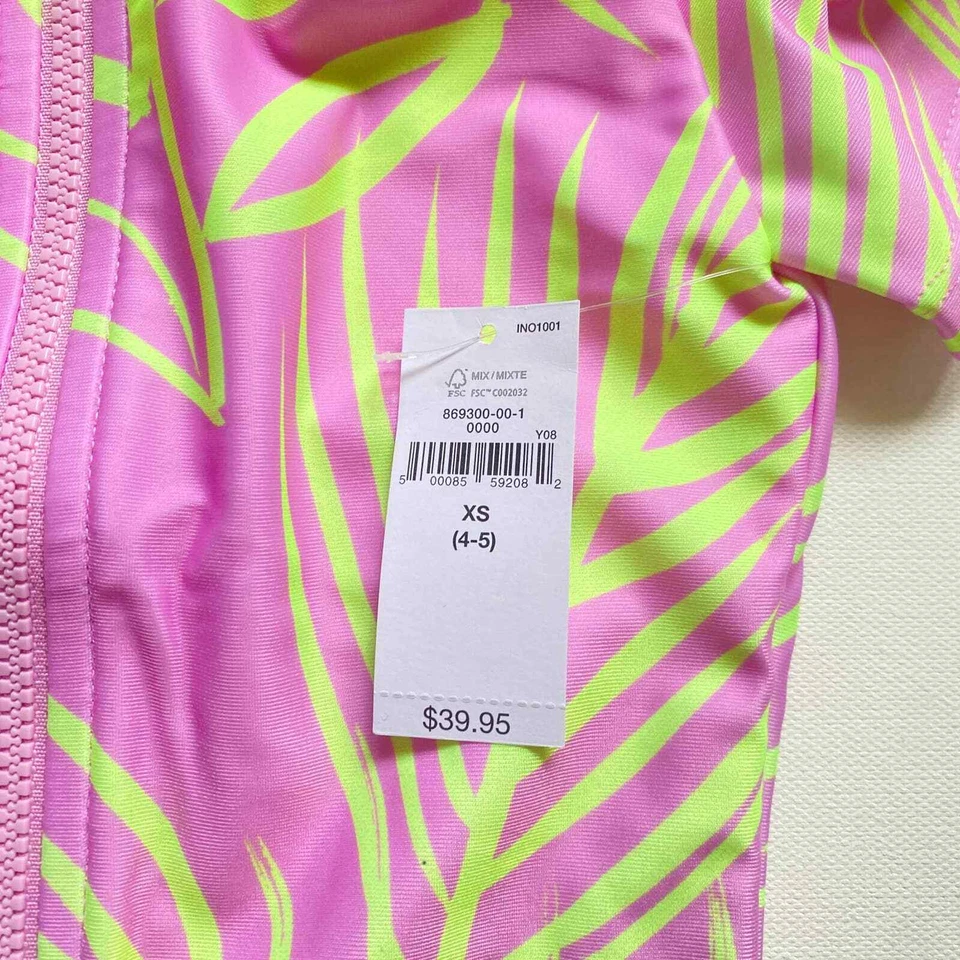 INO1001
MIX/MIXTE
FSC FSC™ C002032
869300-00-1
0000
Y08
5 00085 59208 2
XS
(4-5)
$39.95